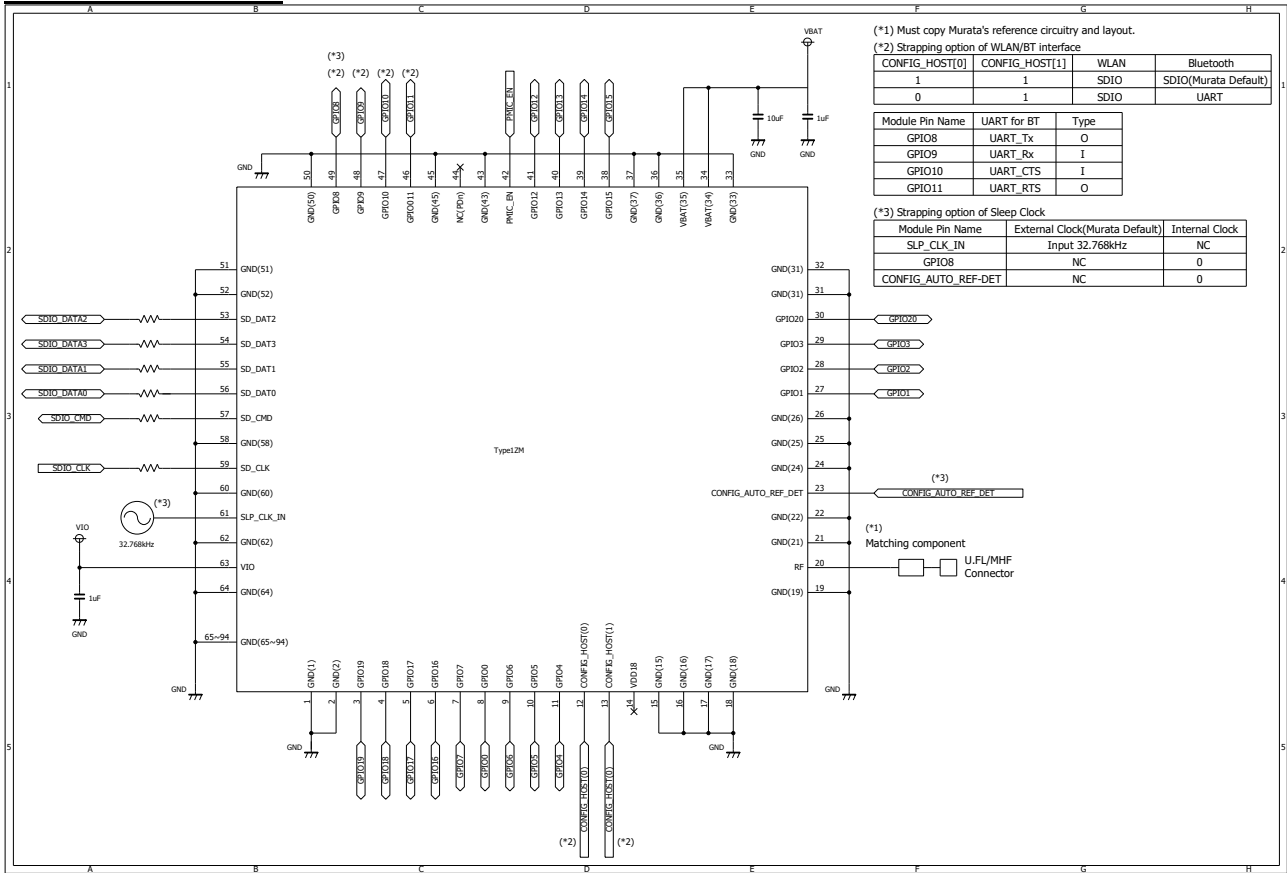 A B C D E F G H
1
2
3
4
5
1
2
3
4
5
A B C D E F G H
(*1) Must copy Murata's reference circuitry and layout.
(*2) Strapping option of WLAN/BT interface
CONFIG_HOST[0] CONFIG_HOST[1] WLAN Bluetooth
1 1 SDIO SDIO(Murata Default)
0 1 SDIO UART
Module Pin Name UART for BT Type
GPIO8 UART_Tx O
GPIO9 UART_Rx I
GPIO10 UART_CTS I
GPIO11 UART_RTS O
(*3) Strapping option of Sleep Clock
Module Pin Name External Clock(Murata Default) Internal Clock
SLP_CLK_IN Input 32.768kHz NC
GPIO8 NC 0
CONFIG_AUTO_REF-DET NC 0
(*3)
(*2) (*2) (*2) (*2)
GPIO8
GPIO9
GPIO10
GPIO11
PMIC_EN
GPIO12
GPIO13
GPIO14
GPIO15
VBAT
10uF
1uF
GND
GND
GND
50 49 48 47 46 45 44 43 42 41 40 39 38 37 36 35 34 33
GND(50)
GPIO8
GPIO9
GPIO10
GPIO011
GND(45)
NC(PDn)
GND(43)
PMIC_EN
GPIO12
GPIO13
GPIO14
GPIO15
GND(37)
GND(36)
VBAT(35)
VBAT(34)
GND(33)
51 GND(51)
52 GND(52)
SDIO_DATA2 53 SD_DAT2
SDIO_DATA3 54 SD_DAT3
SDIO_DATA1 55 SD_DAT1
SDIO_DATA0 56 SD_DAT0
SDIO_CMD 57 SD_CMD
58 GND(58)
SDIO_CLK 59 SD_CLK
60 GND(60)
(*3)
61 SLP_CLK_IN
32.768kHz
62 GND(62)
VIO
63 VIO
64 GND(64)
1uF
GND
65~94 GND(65~94)
GND
Type1ZM
GND(31) 32
GND(31) 31
GPIO20 30 GPIO20
GPIO3 29 GPIO3
GPIO2 28 GPIO2
GPIO1 27 GPIO1
GND(26) 26
GND(25) 25
GND(24) 24
(*3)
CONFIG_AUTO_REF_DET 23 CONFIG_AUTO_REF_DET
GND(22) 22
GND(21) 21
(*1)
Matching component
RF 20
U.FL/MHF
Connector
GND(19) 19
GND
GND(1)
GND(2)
GPIO19
GPIO18
GPIO17
GPIO16
GPIO7
GPIO0
GPIO6
GPIO5
GPIO4
CONFIG_HOST(0)
CONFIG_HOST(1)
VDD18
GND(15)
GND(16)
GND(17)
GND(18)
1 2 3 4 5 6 7 8 9 10 11 12 13 14 15 16 17 18
GND
GND
GPIO19
GPIO18
GPIO17
GPIO16
GPIO7
GPIO0
GPIO6
GPIO5
GPIO4
CONFIG_HOST(0)
CONFIG_HOST(0)
(*2) (*2)